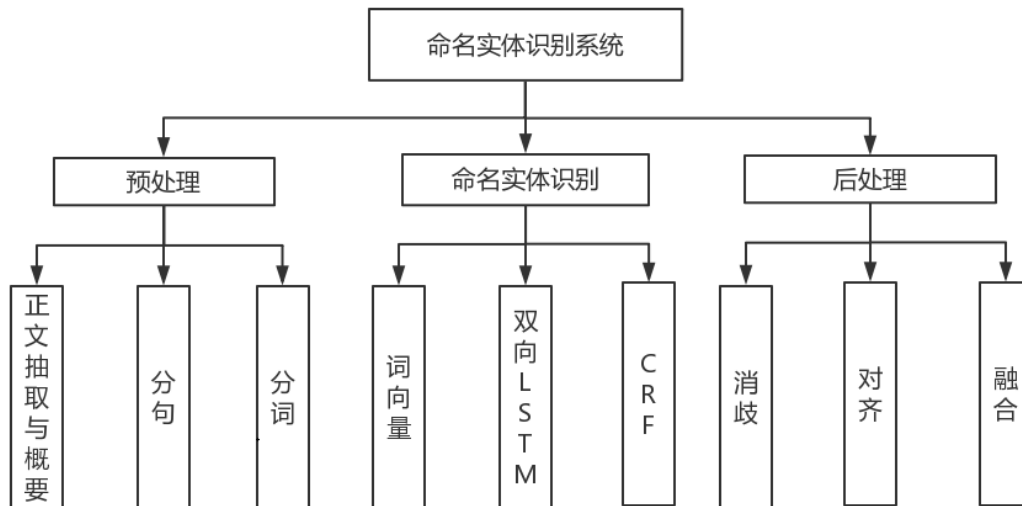 命名实体识别系统
预处理
命名实体识别
后处理
正文抽取与概要
分句
分词
词向量
双向LSTM
CRF
消歧
对齐
融合